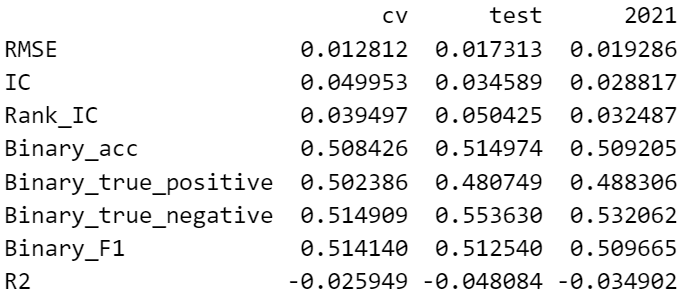 cv test 2021
RMSE 0.012812 0.017313 0.019286
IC 0.049953 0.034589 0.028817
Rank_IC 0.039497 0.050425 0.032487
Binary_acc 0.508426 0.514974 0.509205
Binary_true_positive 0.502386 0.480749 0.488306
Binary_true_negative 0.514909 0.553630 0.532062
Binary_F1 0.514140 0.512540 0.509665
R2 -0.025949 -0.048084 -0.034902